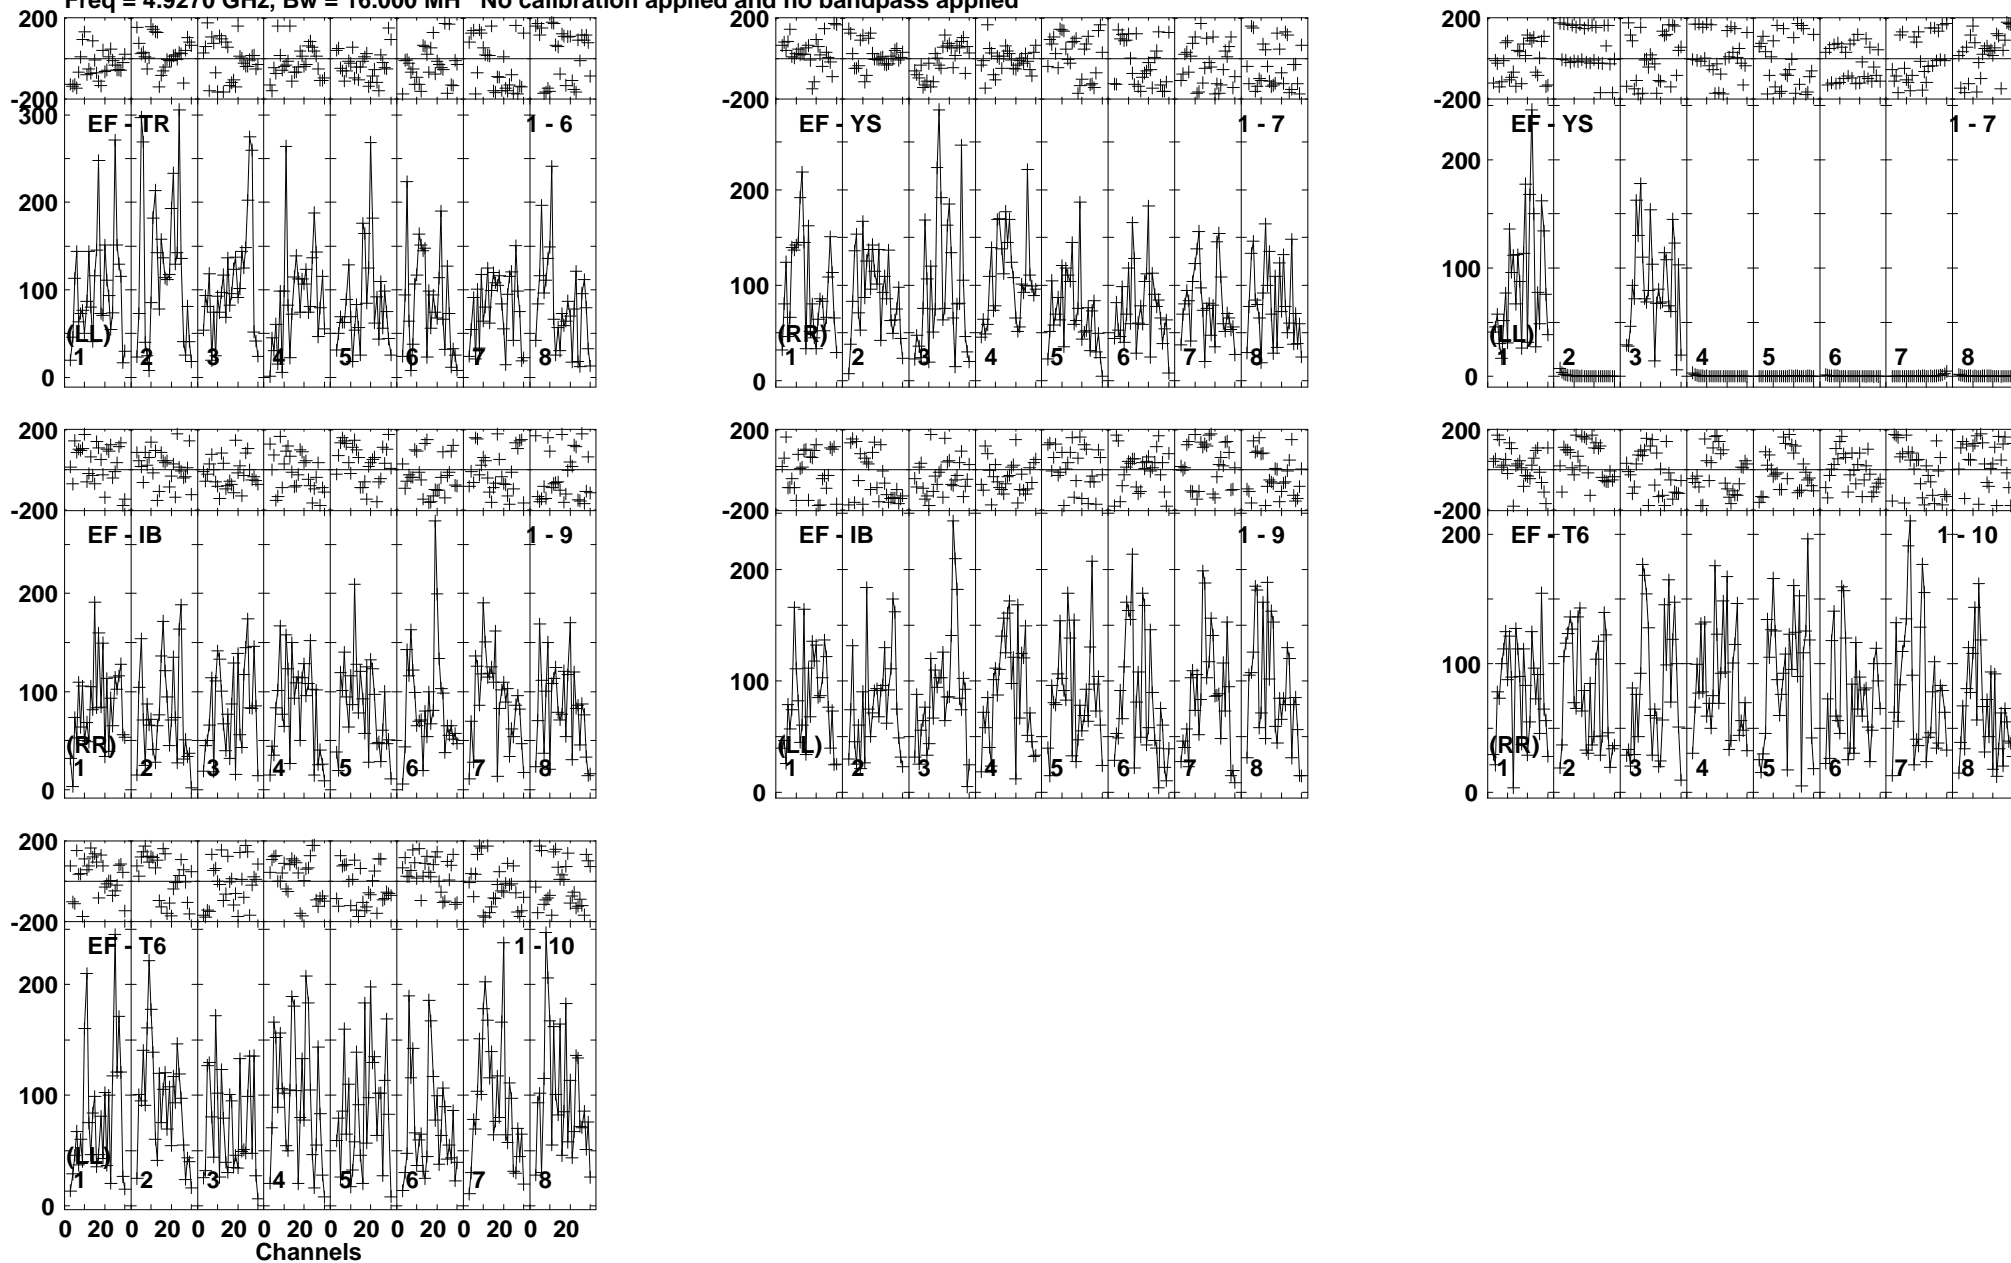 Freq = 4.9270 GHz, Bw = 16.000 MH No calibration applied and no bandpass applied
200
-200
300
200
100
0
EF - TR 1 - 6
(LL)
1 2 3 4 5 6 7 8
200
-200
200
100
0
EF - YS 1 - 7
(RR)
1 2 3 4 5 6 7 8
200
-200
200
100
0
EF - YS 1 - 7
(LL)
1 2 3 4 5 6 7 8
200
-200
200
100
0
EF - IB 1 - 9
(RR)
1 2 3 4 5 6 7 8
200
-200
200
100
0
EF - IB 1 - 9
(LL)
1 2 3 4 5 6 7 8
200
-200
200
100
0
EF - T6 1 - 10
(RR)
1 2 3 4 5 6 7 8
200
-200
200
100
0
EF - T6 1 - 10
(LL)
1 2 3 4 5 6 7 8
0 20 0 20 0 20 0 20 0 20 0 20 0 20 0 20
Channels